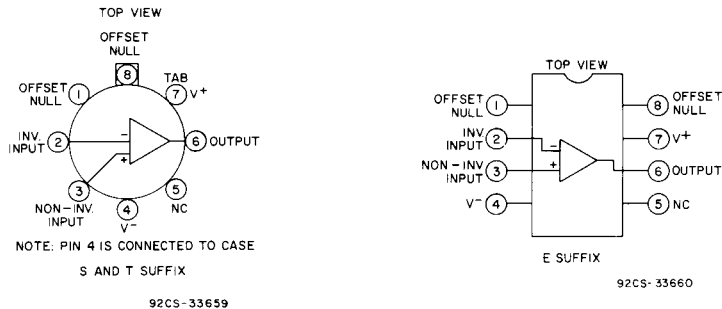 TOP VIEW
OFFSET
NULL
8
TAB
OFFSET
NULL
1
7
V+
INV.
INPUT
2
-
+
6
OUTPUT
3
NON-INV.
INPUT
4
V-
5
NC
NOTE: PIN 4 IS CONNECTED TO CASE
S AND T SUFFIX
92CS-33659
TOP VIEW
OFFSET
NULL
1
8
OFFSET
NULL
INV
INPUT
2
-
7
V+
NON-INV
INPUT
3
+
6
OUTPUT
V-
4
5
NC
E SUFFIX
92CS-33660